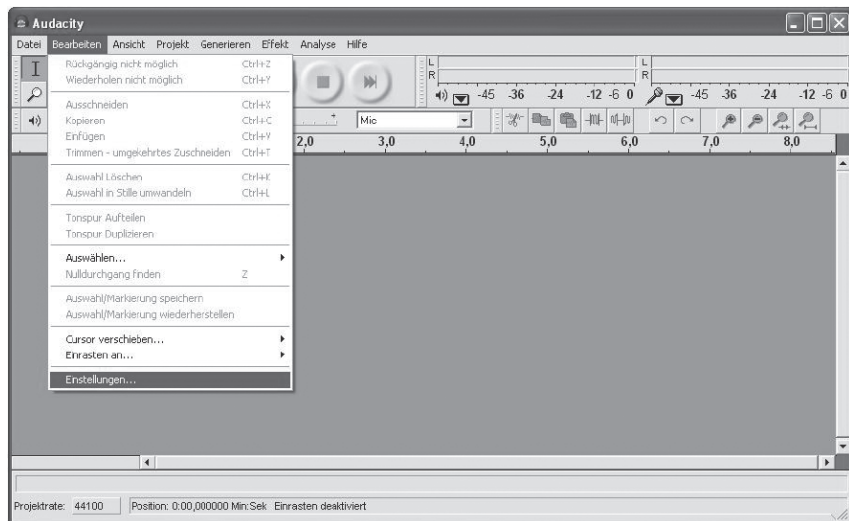 Audacity
Datei Bearbeiten Ansicht Projekt Generieren Effekt Analyse Hilfe
Rückgängig nicht möglich Ctrl+Z
Wiederholen nicht möglich Ctrl+Y
Ausschneiden Ctrl+X
Kopieren Ctrl+C
Einfügen Ctrl+V
Trimmen - umgekehrtes Zuschneiden Ctrl+T
Auswahl Löschen Ctrl+K
Auswahl in Stille umwandeln Ctrl+L
Tonspur Aufteilen
Tonspur Duplizieren
Auswählen...
Nulldurchgang finden Z
Auswahl/Markierung speichern
Auswahl/Markierung wiederherstellen
Cursor verschieben...
Einrasten an...
Einstellungen...
L
R
-45 -36 -24 -12 -6 0
L
R
-45 -36 -24 -12 -6 0
Mic
2,0 3,0 4,0 5,0 6,0 7,0 8,0
Projektrate: 44100 Position: 0:00,000000 Min:Sek Einrasten deaktiviert